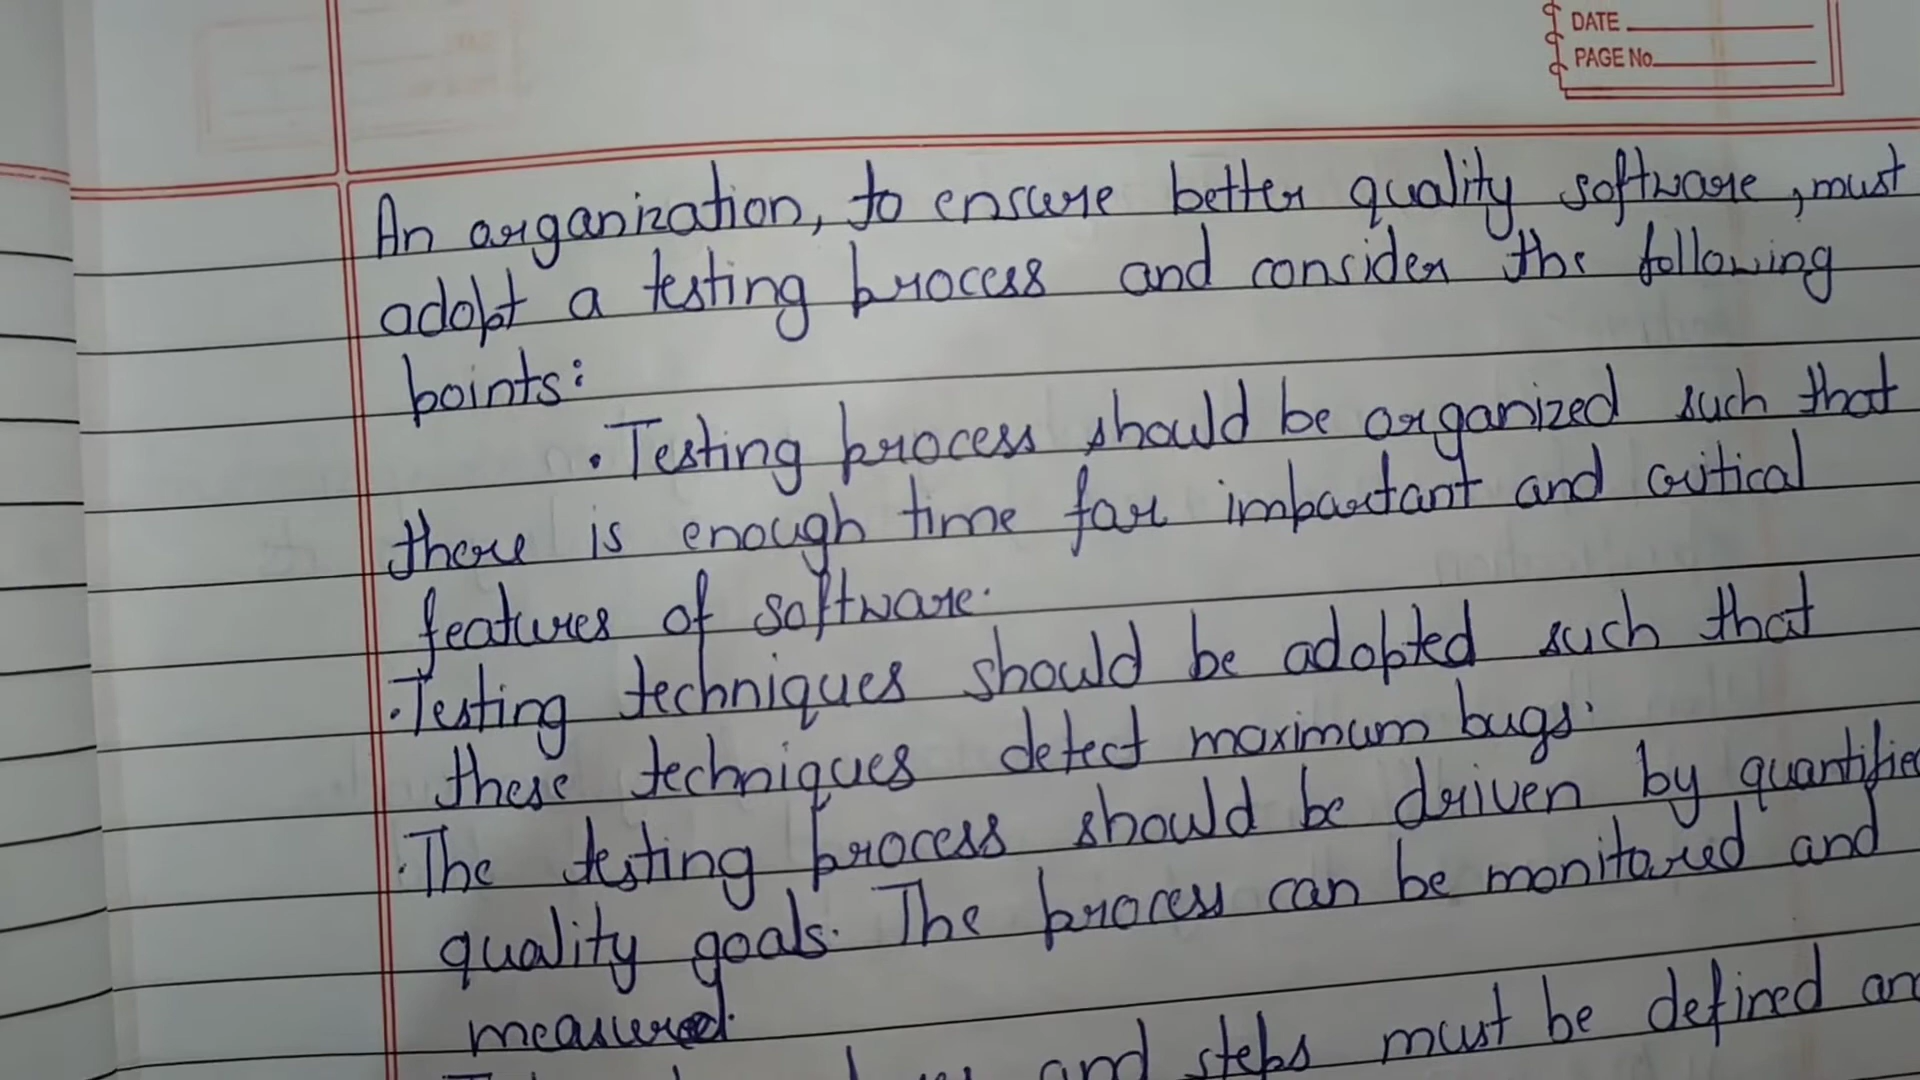 DATE
PAGE No.
An organization, to ensure better quality software, must
adopt a testing process and consider the following
points:
• Testing process should be organized such that
there is enough time for important and critical
features of software.
• Testing techniques should be adopted such that
these techniques detect maximum bugs.
• The testing process should be driven by quantifie
quality goals. The process can be monitored and
measured.
and steps must be defined an